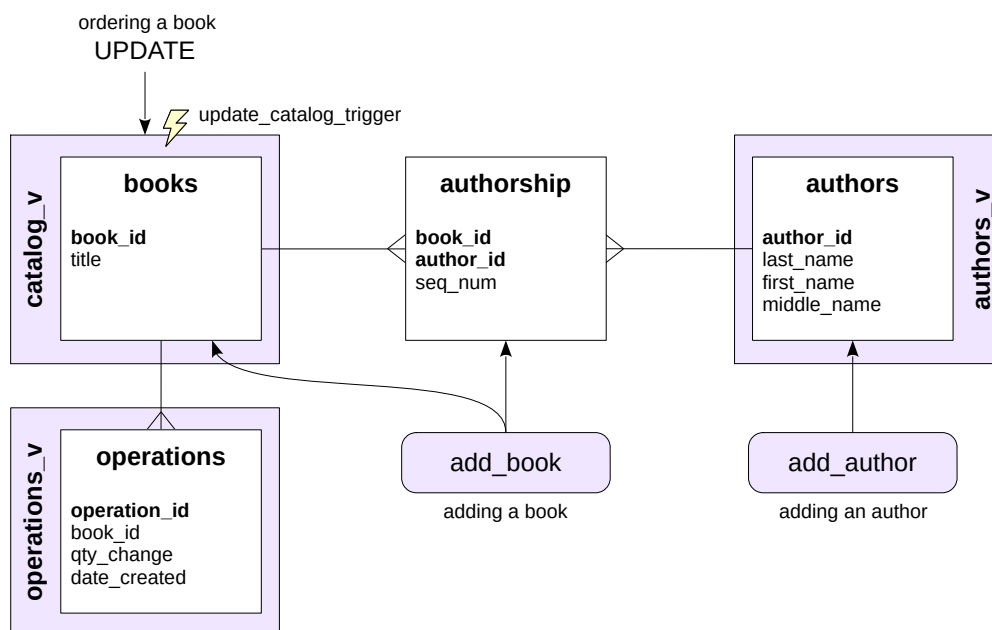 ordering a book
UPDATE
update_catalog_trigger
catalog_v
books
book_id
title
authorship
book_id
author_id
seq_num
authors
author_id
last_name
first_name
middle_name
authors_v
operations_v
operations
operation_id
book_id
qty_change
date_created
add_book
adding a book
add_author
adding an author